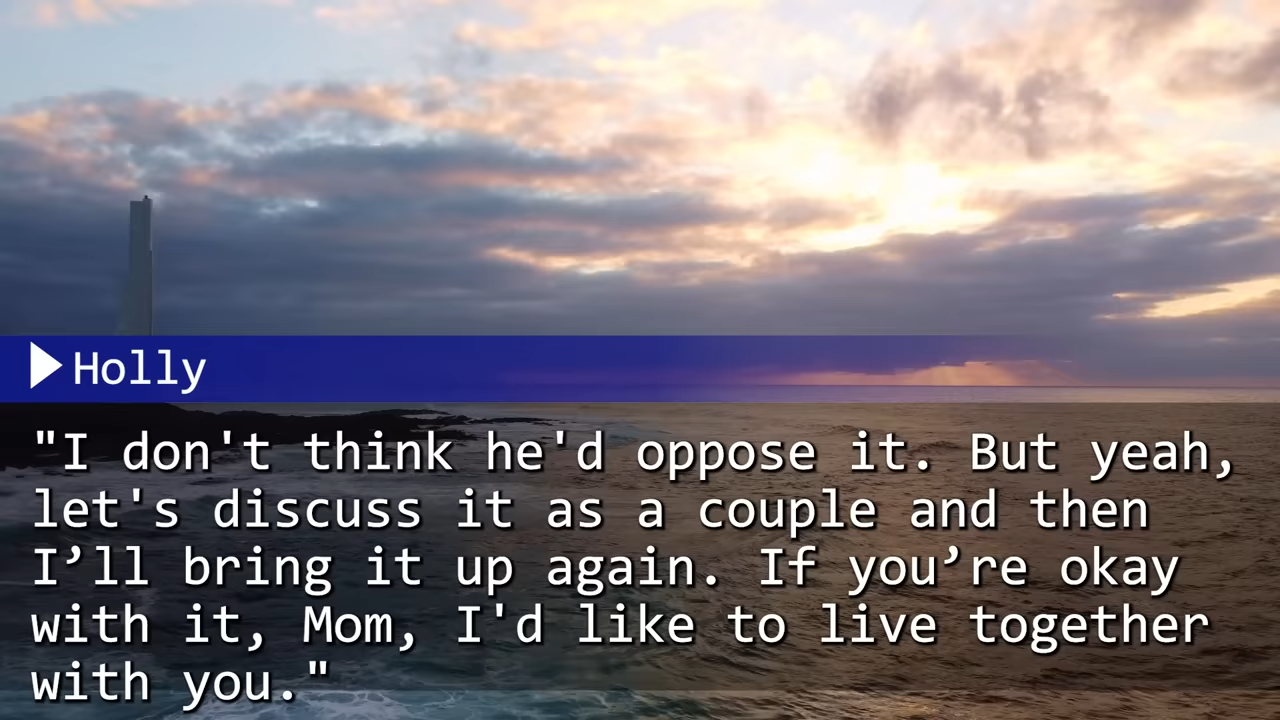 Holly
"I don't think he'd oppose it. But yeah,
let's discuss it as a couple and then
I’ll bring it up again. If you’re okay
with it, Mom, I'd like to live together
with you."